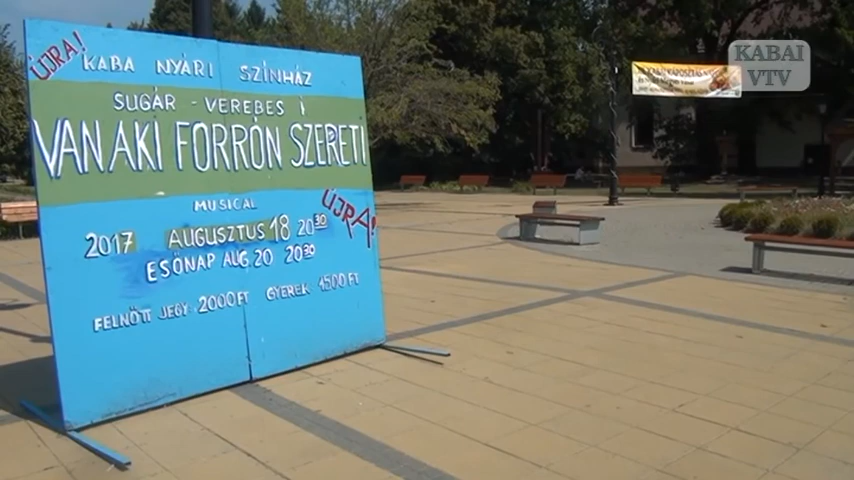 ÚJRA!
KABA NYÁRI SZÍNHÁZ
SUGÁR - VEREBES I
VAN AKI FORRÓN SZERETI
MUSICAL
ÚJRA!
2017 AUGUSZTUS 18 20³⁰
ESŐNAP AUG 20 20³⁰
FELNŐTT JEGY 2000 FT GYEREK 1500 FT
KABAI
VTV